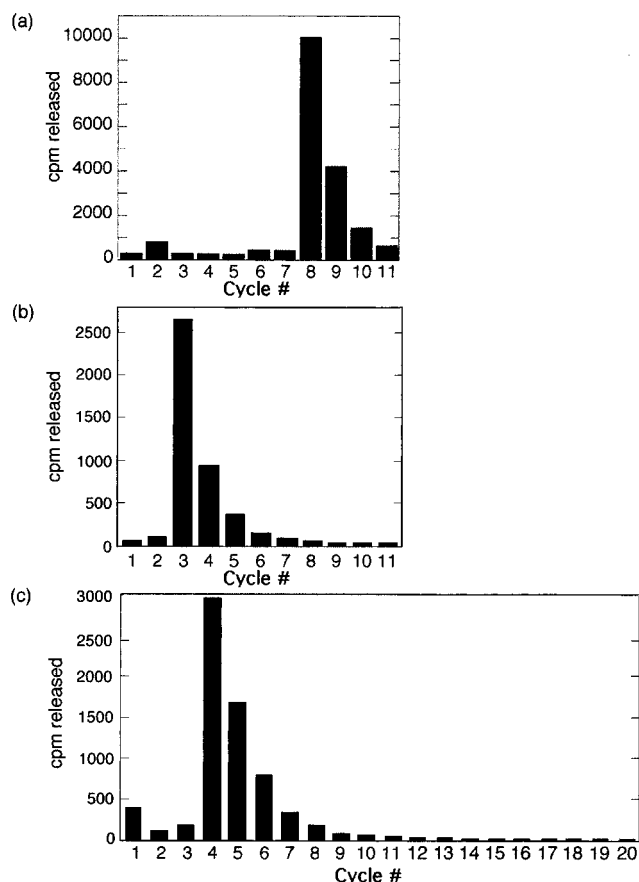 (a)
cpm released
10000
8000
6000
4000
2000
0
1 2 3 4 5 6 7 8 9 10 11
Cycle #
(b)
cpm released
2500
2000
1500
1000
500
0
1 2 3 4 5 6 7 8 9 10 11
Cycle #
(c)
cpm released
3000
2500
1500
1000
500
0
1 2 3 4 5 6 7 8 9 10 11 12 13 14 15 16 17 18 19 20
Cycle #